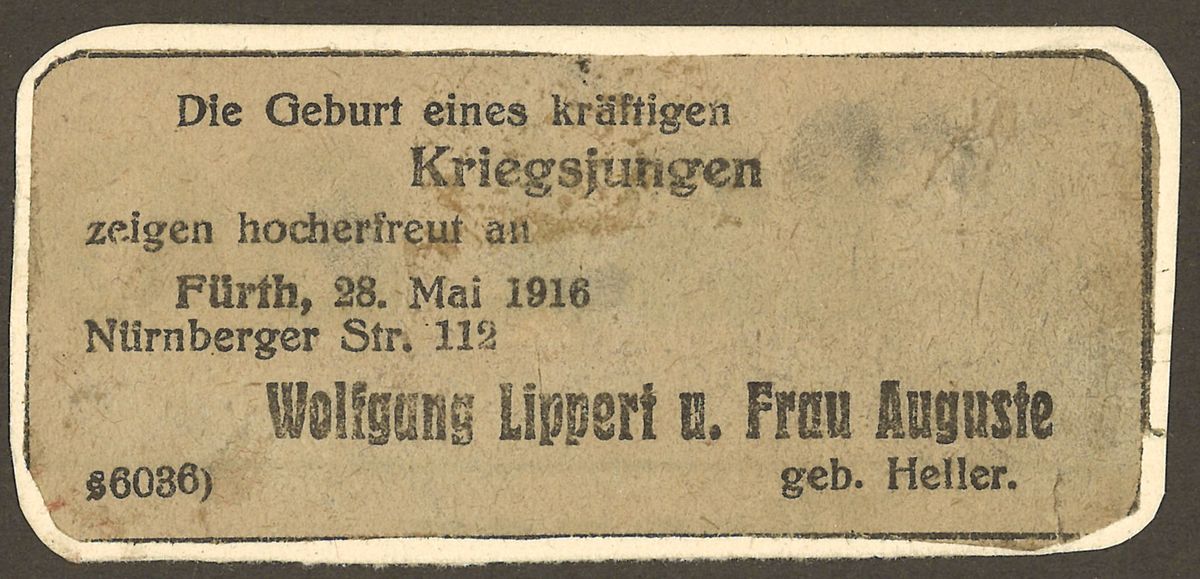 Die Geburt eines kräftigen
Kriegsjungen
zeigen hocherfreut an
Fürth, 28. Mai 1916
Nürnberger Str. 112
Wolfgang Lippert u. Frau Auguste
§6036)
geb. Heller.